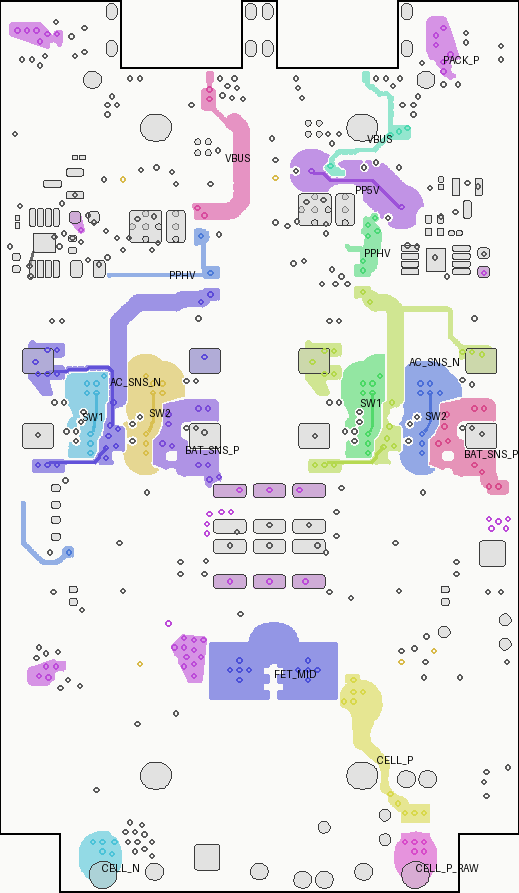 PACK_P
VBUS
VBUS
PP5V
PPHV
PPHV
AC_SNS_N
AC_SNS_N
SW1
SW2
SW1
SW2
BAT_SNS_P
BAT_SNS_P
FET_MID
CELL_P
CELL_N
CELL_P_RAW